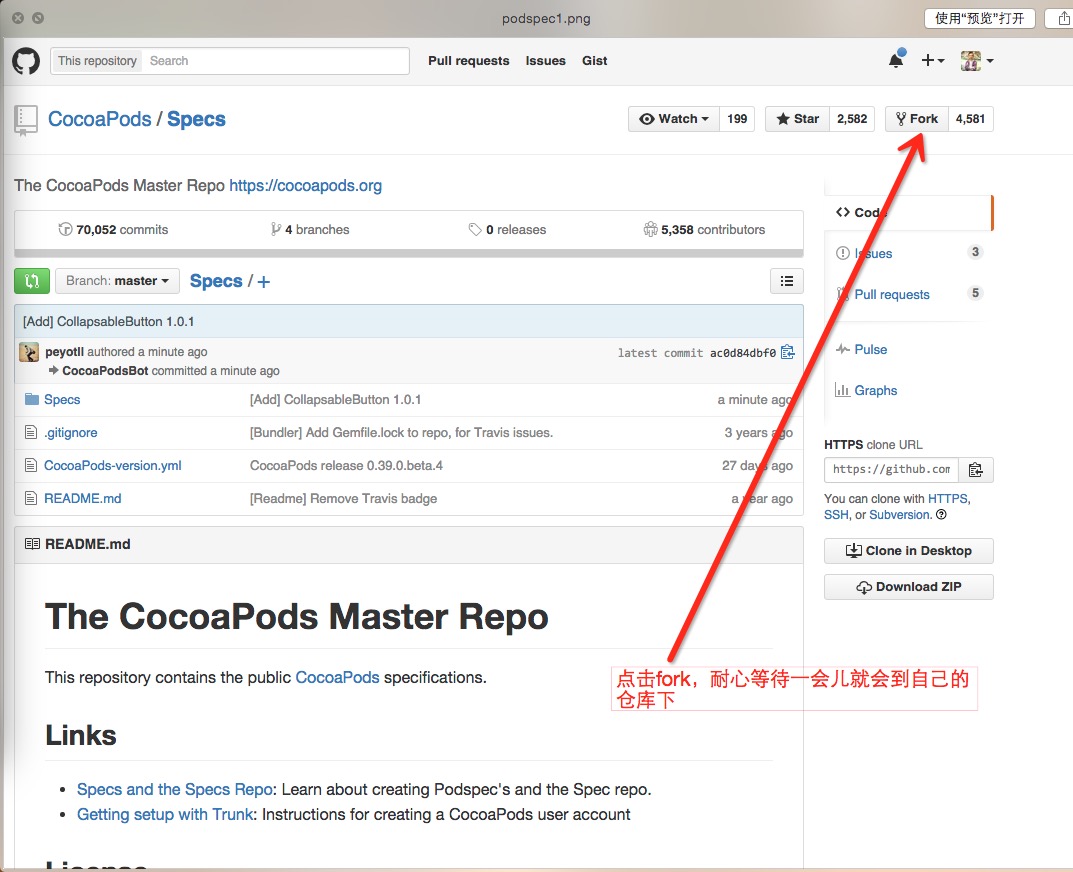 podspec1.png
使用“预览”打开
This repository Search
Pull requests Issues Gist
CocoaPods / Specs
Watch 199 Star 2,582 Fork 4,581
The CocoaPods Master Repo https://cocoapods.org
70,052 commits 4 branches 0 releases 5,358 contributors
Branch: master Specs / +
[Add] CollapsableButton 1.0.1
peyotll authored a minute ago
latest commit ac0d84dbf0
CocoaPodsBot committed a minute ago
Specs [Add] CollapsableButton 1.0.1 a minute ago
.gitignore [Bundler] Add Gemfile.lock to repo, for Travis issues. 3 years ago
CocoaPods-version.yml CocoaPods release 0.39.0.beta.4 27 days ago
README.md [Readme] Remove Travis badge a year ago
README.md
The CocoaPods Master Repo
This repository contains the public CocoaPods specifications.
Links
Specs and the Specs Repo: Learn about creating Podspec's and the Spec repo.
Getting setup with Trunk: Instructions for creating a CocoaPods user account
License
Code
Issues 3
Pull requests 5
Pulse
Graphs
HTTPS clone URL
https://github.con
You can clone with HTTPS,
SSH, or Subversion.
Clone in Desktop
Download ZIP
点击fork，耐心等待一会儿就会到自己的
仓库下